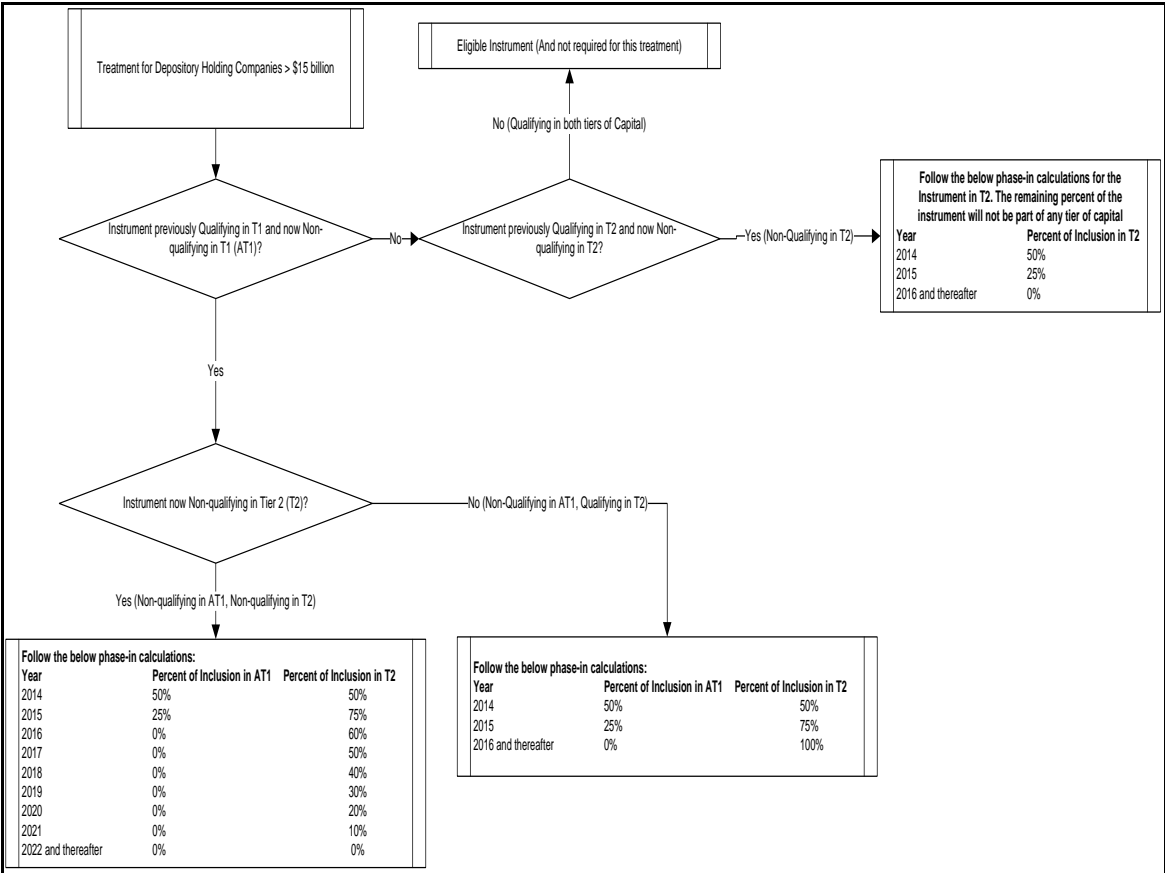 Treatment for Depository Holding Companies > $15 billion
Eligible Instrument (And not required for this treatment)
No (Qualifying in both tiers of Capital)
Instrument previously Qualifying in T1 and now Non-
qualifying in T1 (AT1)?
No
Instrument previously Qualifying in T2 and now Non-
qualifying in T2?
Yes (Non-Qualifying in T2)
Follow the below phase-in calculations for the
Instrument in T2. The remaining percent of the
instrument will not be part of any tier of capital
Year Percent of Inclusion in T2
2014 50%
2015 25%
2016 and thereafter 0%
Yes
Instrument now Non-qualifying in Tier 2 (T2)?
No (Non-Qualifying in AT1, Qualifying in T2)
Yes (Non-qualifying in AT1, Non-qualifying in T2)
Follow the below phase-in calculations:
Year Percent of Inclusion in AT1 Percent of Inclusion in T2
2014 50% 50%
2015 25% 75%
2016 0% 60%
2017 0% 50%
2018 0% 40%
2019 0% 30%
2020 0% 20%
2021 0% 10%
2022 and thereafter 0% 0%
Follow the below phase-in calculations:
Year Percent of Inclusion in AT1 Percent of Inclusion in T2
2014 50% 50%
2015 25% 75%
2016 and thereafter 0% 100%